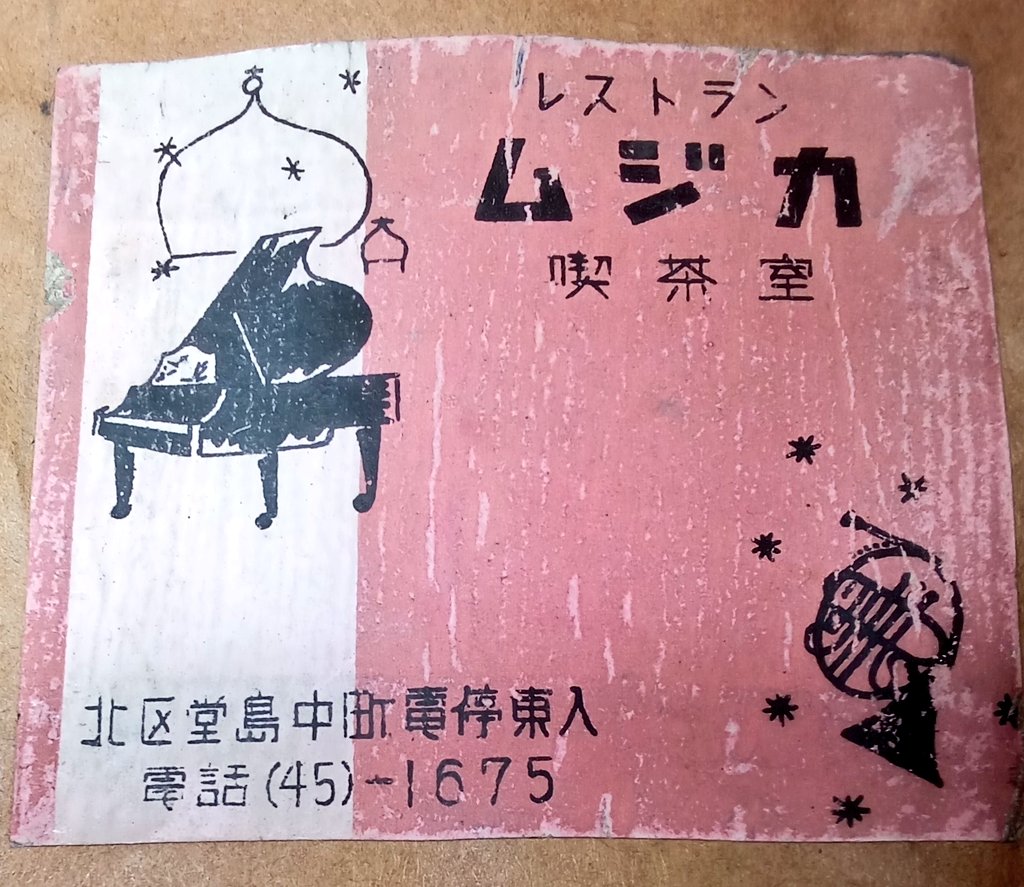 レストラン
ムジカ
喫茶室
北区堂島中町電停東入
電話(45)-1675